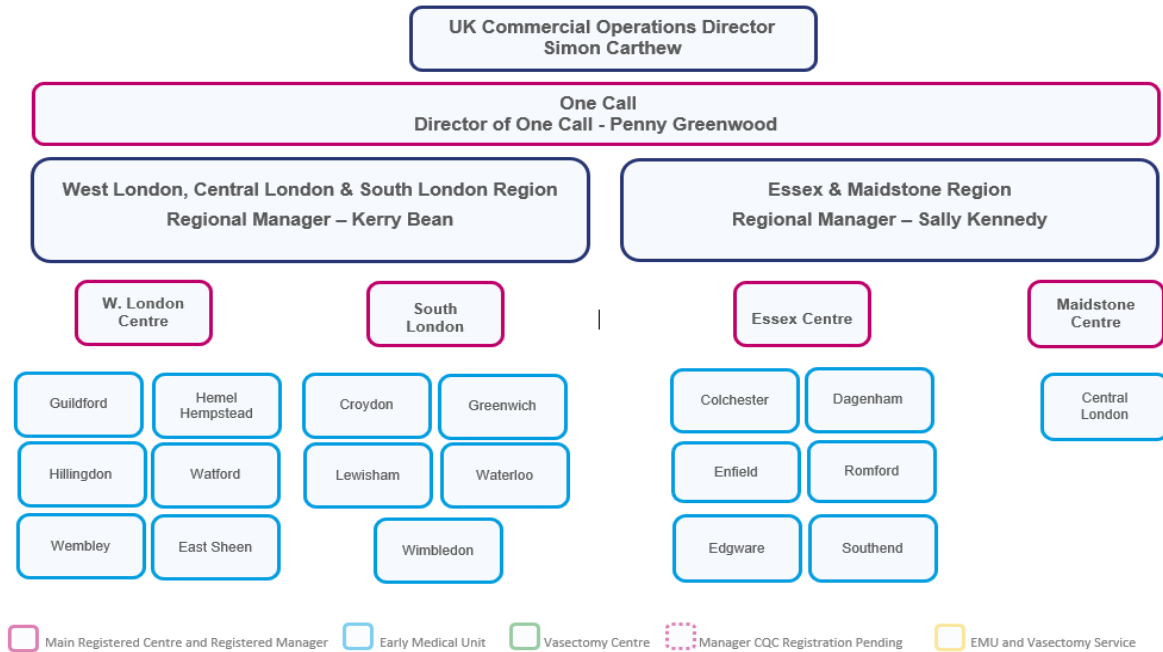 UK Commercial Operations Director
Simon Carthew
One Call
Director of One Call - Penny Greenwood
West London, Central London & South London Region
Regional Manager – Kerry Bean
Essex & Maidstone Region
Regional Manager – Sally Kennedy
W. London
Centre
South
London
Essex Centre
Maidstone
Centre
Guildford
Hemel
Hempstead
Croydon
Greenwich
Colchester
Dagenham
Central
London
Hillingdon
Watford
Lewisham
Waterloo
Enfield
Romford
Wembley
East Sheen
Wimbledon
Edgware
Southend
Main Registered Centre and Registered Manager
Early Medical Unit
Vasectomy Centre
Manager CQC Registration Pending
EMU and Vasectomy Service